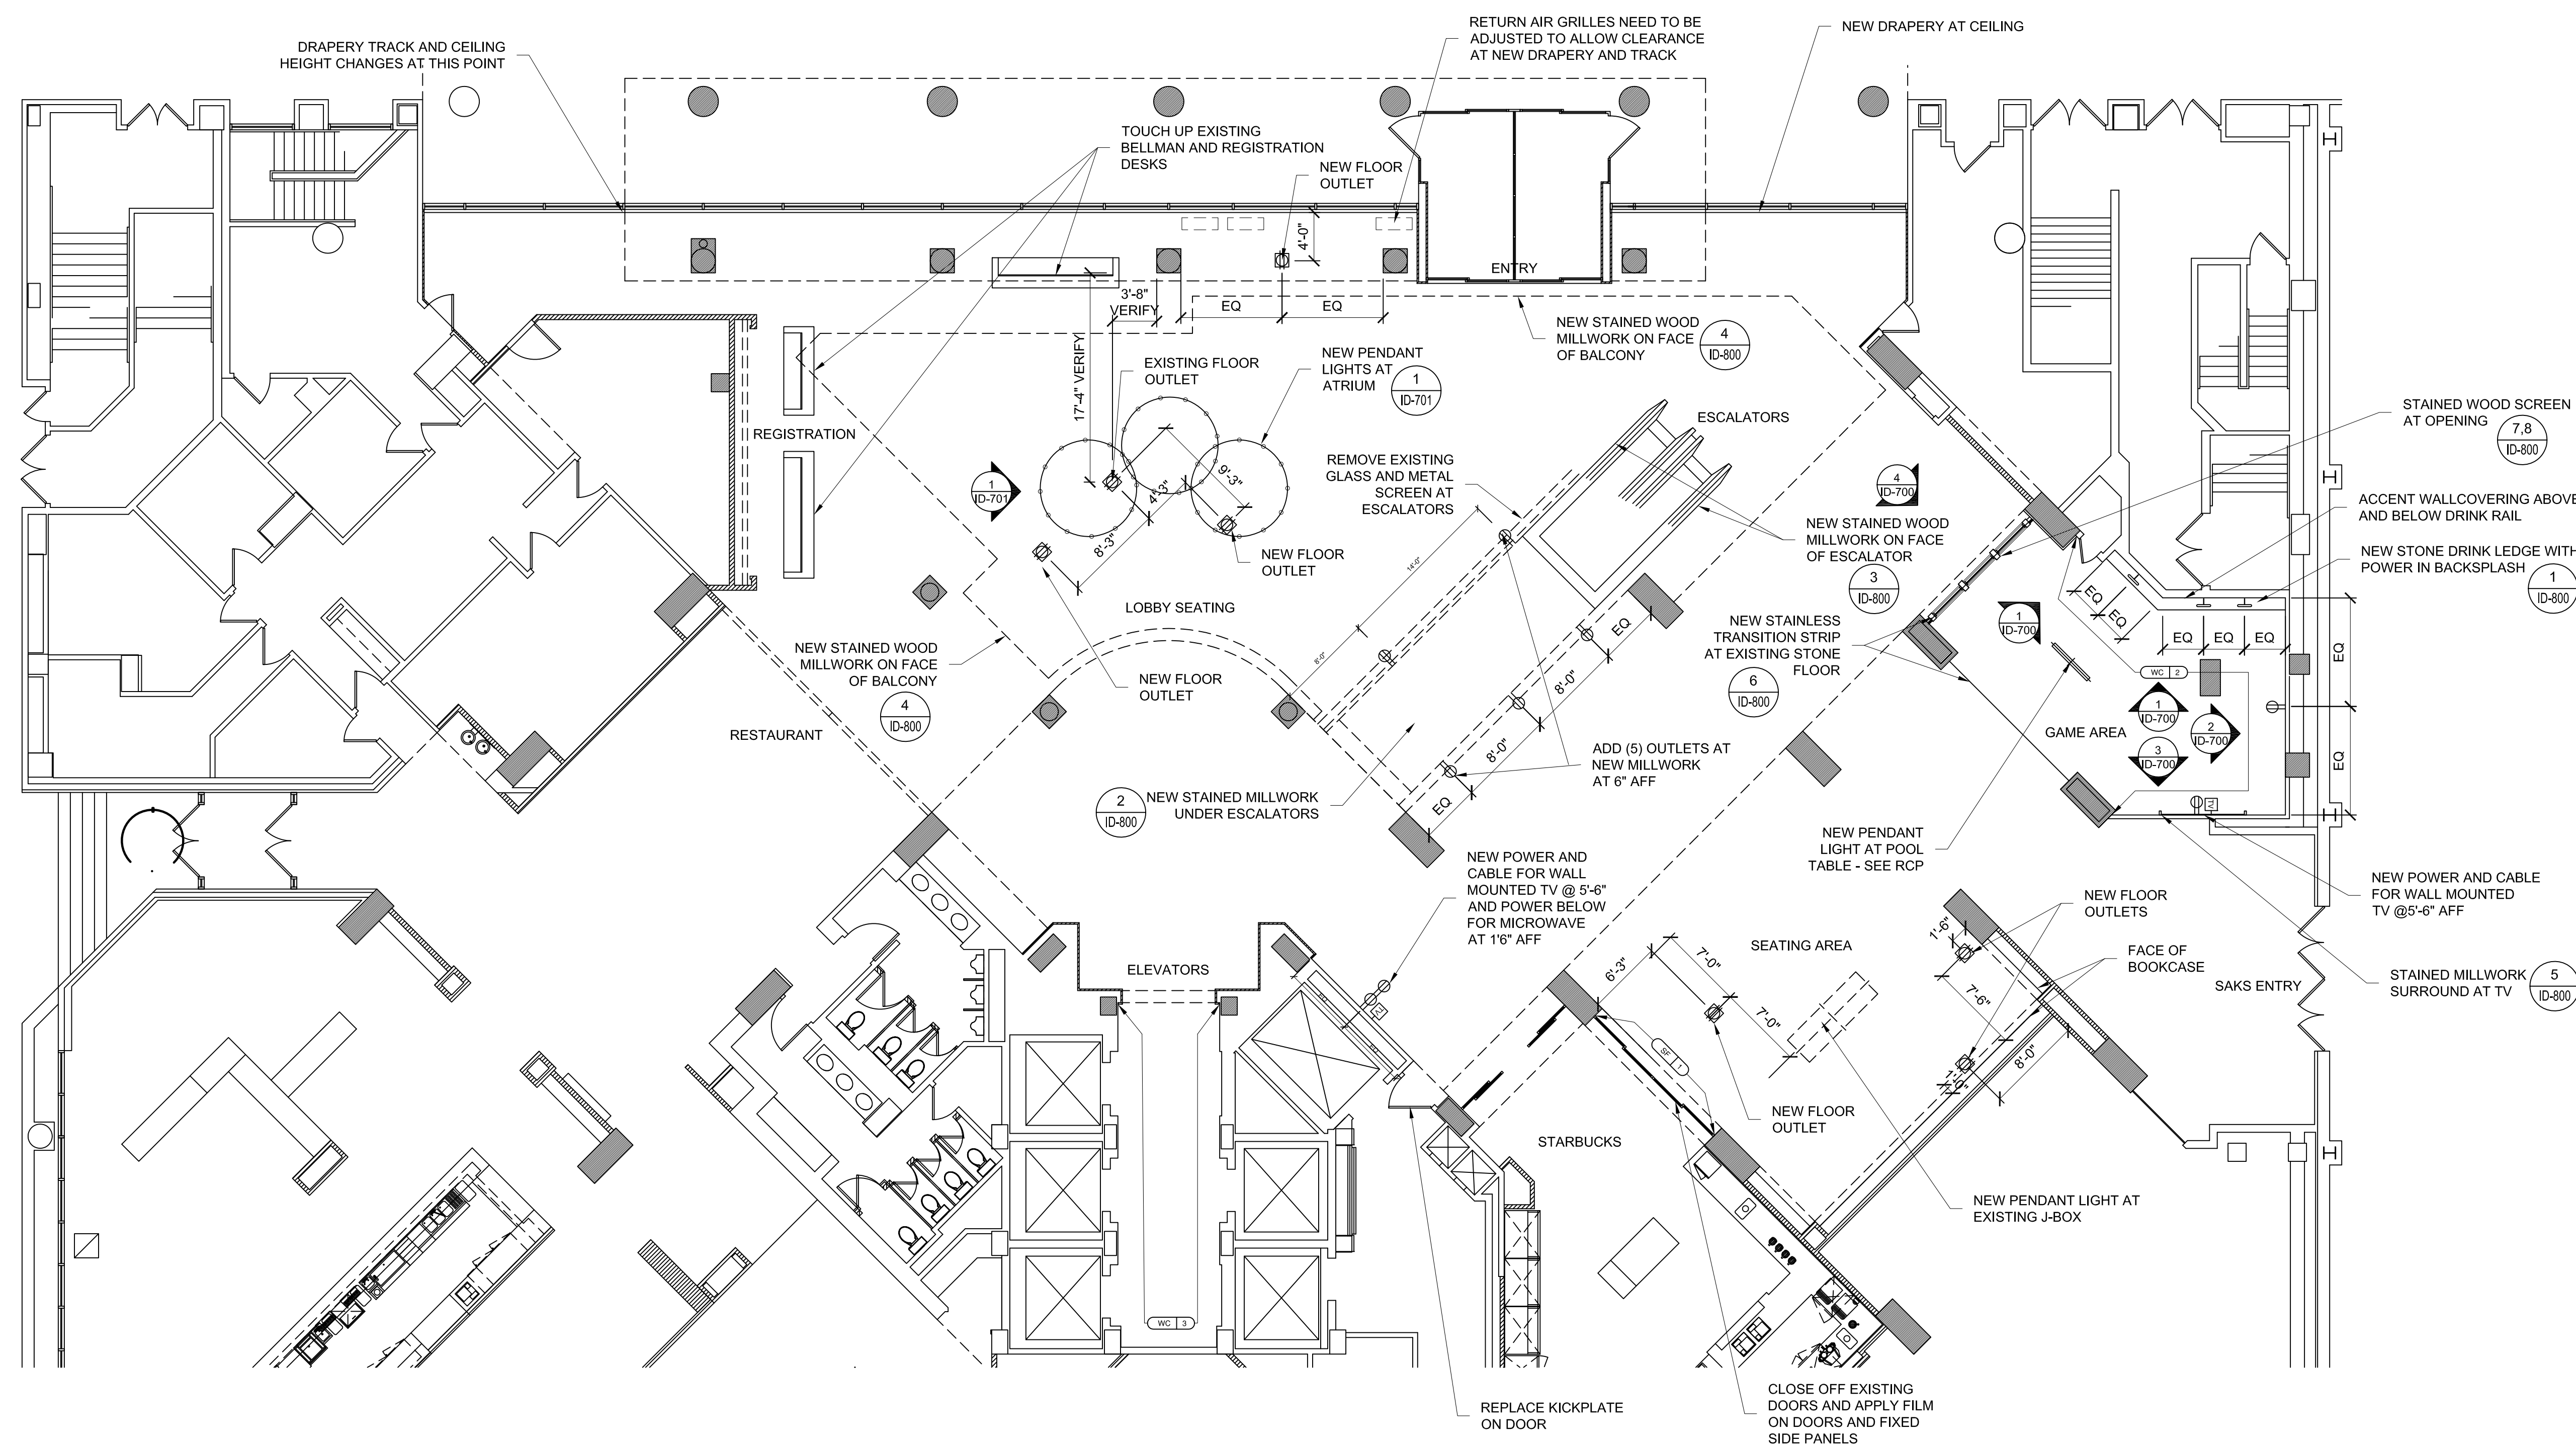 DRAPERY TRACK AND CEILING
HEIGHT CHANGES AT THIS POINT
RETURN AIR GRILLES NEED TO BE
ADJUSTED TO ALLOW CLEARANCE
AT NEW DRAPERY AND TRACK
NEW DRAPERY AT CEILING
TOUCH UP EXISTING
BELLMAN AND REGISTRATION
DESKS
NEW FLOOR
OUTLET
4'-0"
ENTRY
3'-8"
VERIFY
EQ
EQ
17'-4" VERIFY
EXISTING FLOOR
OUTLET
NEW PENDANT
LIGHTS AT
ATRIUM
1
ID-701
NEW STAINED WOOD
MILLWORK ON FACE
OF BALCONY
4
ID-800
REGISTRATION
1
ID-701
9'-3"
4'-3"
8'-3"
NEW FLOOR
OUTLET
REMOVE EXISTING
GLASS AND METAL
SCREEN AT
ESCALATORS
ESCALATORS
4
ID-700
NEW STAINED WOOD
MILLWORK ON FACE
OF ESCALATOR
3
ID-800
STAINED WOOD SCREEN
AT OPENING
7,8
ID-800
ACCENT WALLCOVERING ABOVE
AND BELOW DRINK RAIL
NEW STONE DRINK LEDGE WITH
POWER IN BACKSPLASH
1
ID-800
14'-0"
8'-0"
LOBBY SEATING
NEW STAINED WOOD
MILLWORK ON FACE
OF BALCONY
4
ID-800
NEW FLOOR
OUTLET
NEW STAINLESS
TRANSITION STRIP
AT EXISTING STONE
FLOOR
6
ID-800
1
ID-700
EQ
EQ
EQ
EQ
EQ
EQ
EQ
WC 2
EQ
8'-0"
8'-0"
EQ
RESTAURANT
GAME AREA
1
ID-700
2
ID-700
3
ID-700
TV
ADD (5) OUTLETS AT
NEW MILLWORK
AT 6" AFF
2
ID-800
NEW STAINED MILLWORK
UNDER ESCALATORS
NEW PENDANT
LIGHT AT POOL
TABLE - SEE RCP
NEW POWER AND
CABLE FOR WALL
MOUNTED TV @ 5'-6"
AND POWER BELOW
FOR MICROWAVE
AT 1'6" AFF
NEW POWER AND CABLE
FOR WALL MOUNTED
TV @5'-6" AFF
NEW FLOOR
OUTLETS
FACE OF
BOOKCASE
SEATING AREA
1'-6"
6'-3"
7'-0"
7'-0"
7'-6"
8'-0"
1'-0"
ELEVATORS
TV
SAKS ENTRY
STAINED MILLWORK
SURROUND AT TV
5
ID-800
SF 1
NEW FLOOR
OUTLET
STARBUCKS
NEW PENDANT LIGHT AT
EXISTING J-BOX
WC 3
REPLACE KICKPLATE
ON DOOR
CLOSE OFF EXISTING
DOORS AND APPLY FILM
ON DOORS AND FIXED
SIDE PANELS